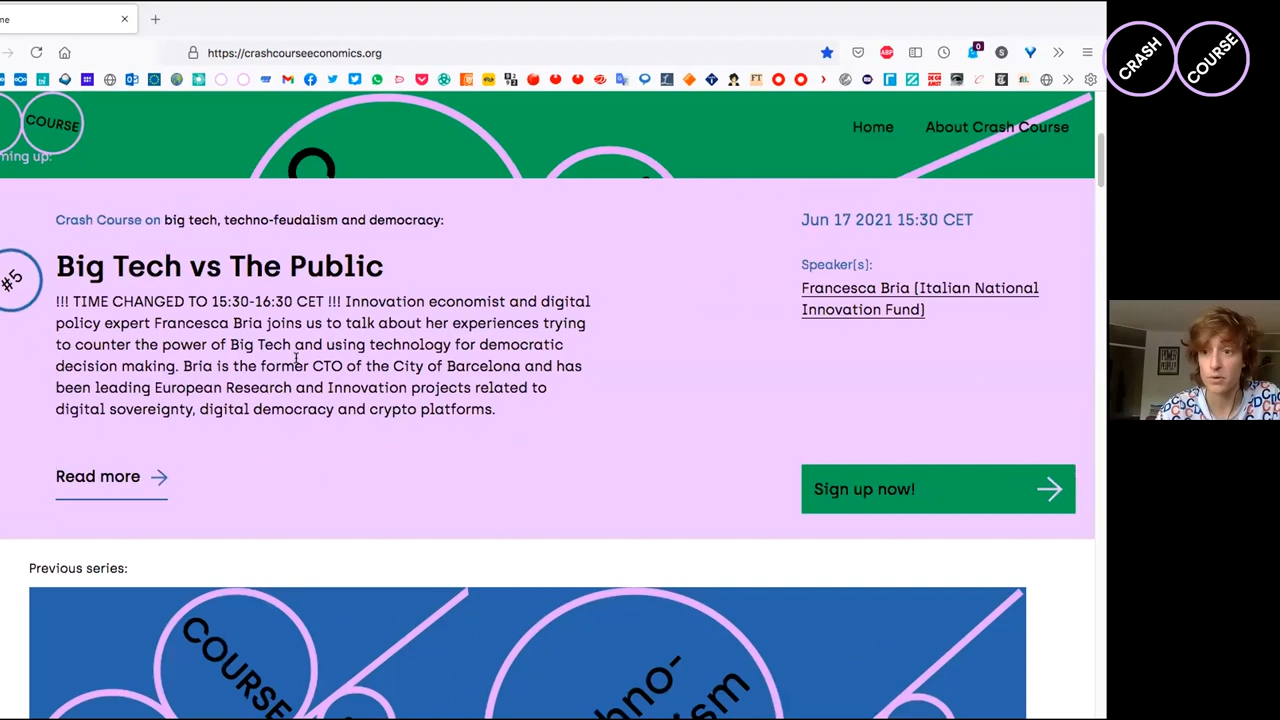 me
https://crashcourseeconomics.org
CRASH COURSE
COURSE
ming up:
Home
About Crash Course
Crash Course on big tech, techno-feudalism and democracy:
Jun 17 2021 15:30 CET
#5
Big Tech vs The Public
Speaker(s):
Francesca Bria (Italian National
Innovation Fund)
!!! TIME CHANGED TO 15:30-16:30 CET !!! Innovation economist and digital
policy expert Francesca Bria joins us to talk about her experiences trying
to counter the power of Big Tech and using technology for democratic
decision making. Bria is the former CTO of the City of Barcelona and has
been leading European Research and Innovation projects related to
digital sovereignty, digital democracy and crypto platforms.
Read more
Sign up now!
Previous series:
COURSE
hno-
ism